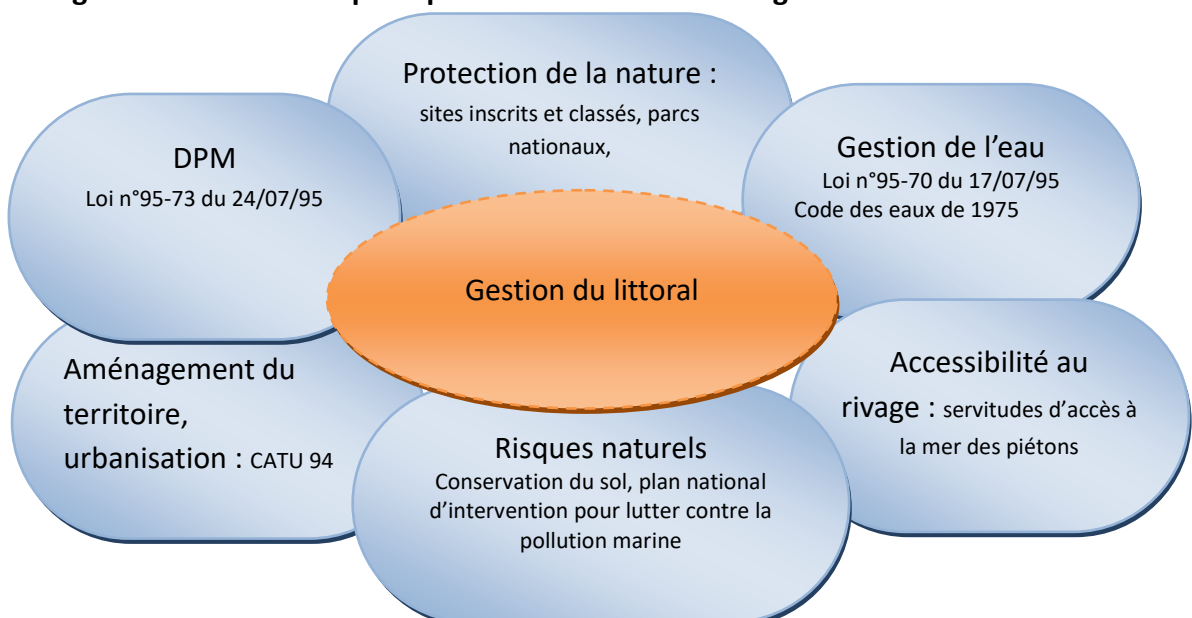 Protection de la nature :
sites inscrits et classés, parcs
nationaux,
DPM
Loi n°95-73 du 24/07/95
Gestion de l’eau
Loi n°95-70 du 17/07/95
Code des eaux de 1975
Gestion du littoral
Aménagement du
territoire,
urbanisation : CATU 94
Risques naturels
Conservation du sol, plan national
d’intervention pour lutter contre la
pollution marine
Accessibilité au
rivage : servitudes d’accès à
la mer des piétons